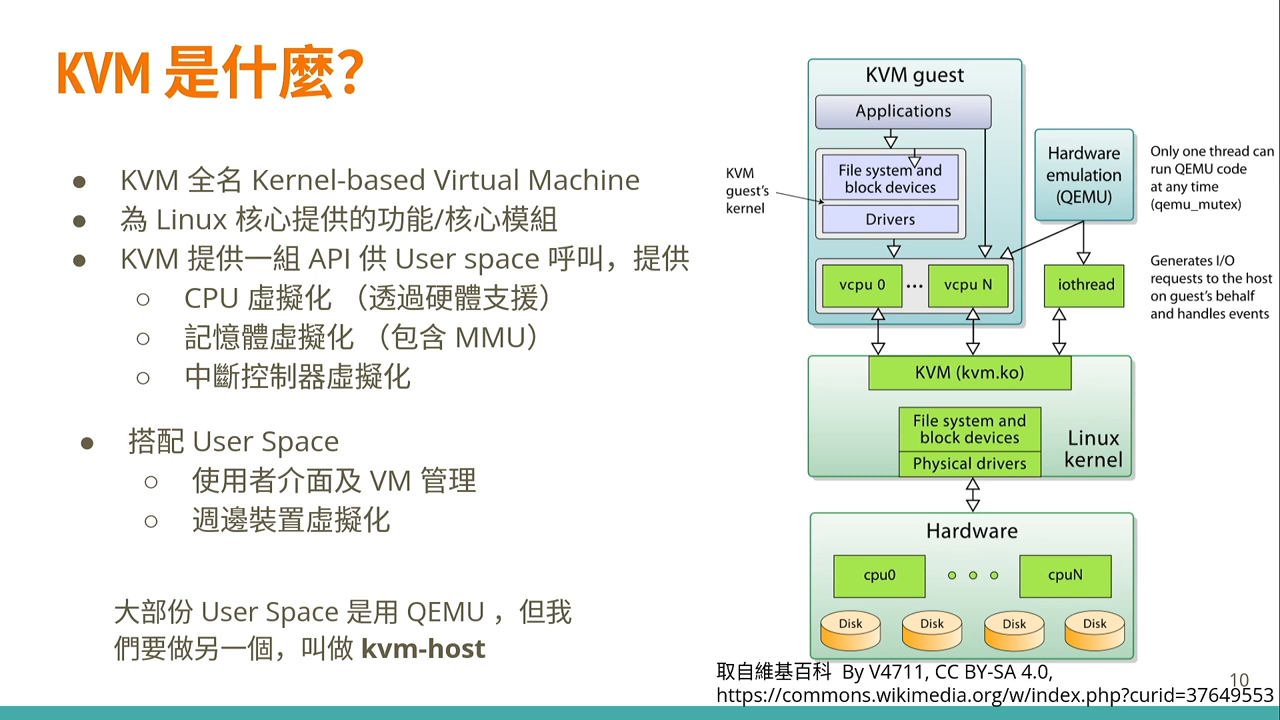 KVM 是什麼?
KVM 全名 Kernel-based Virtual Machine
為 Linux 核心提供的功能/核心模組
KVM 提供一組 API 供 User space 呼叫，提供
CPU 虛擬化 （透過硬體支援）
記憶體虛擬化 （包含 MMU）
中斷控制器虛擬化
搭配 User Space
使用者介面及 VM 管理
週邊裝置虛擬化
大部份 User Space 是用 QEMU ，但我
們要做另一個，叫做 kvm-host
KVM guest
Applications
File system and
block devices
Drivers
KVM
guest's
kernel
vcpu 0
...
vcpu N
Hardware
emulation
(QEMU)
Only one thread can
run QEMU code
at any time
(qemu_mutex)
iothread
Generates I/O
requests to the host
on guest's behalf
and handles events
KVM (kvm.ko)
File system and
block devices
Physical drivers
Linux
kernel
Hardware
cpu0
cpuN
Disk
Disk
Disk
Disk
取自維基百科 By V4711, CC BY-SA 4.0,
https://commons.wikimedia.org/w/index.php?curid=37649553
10